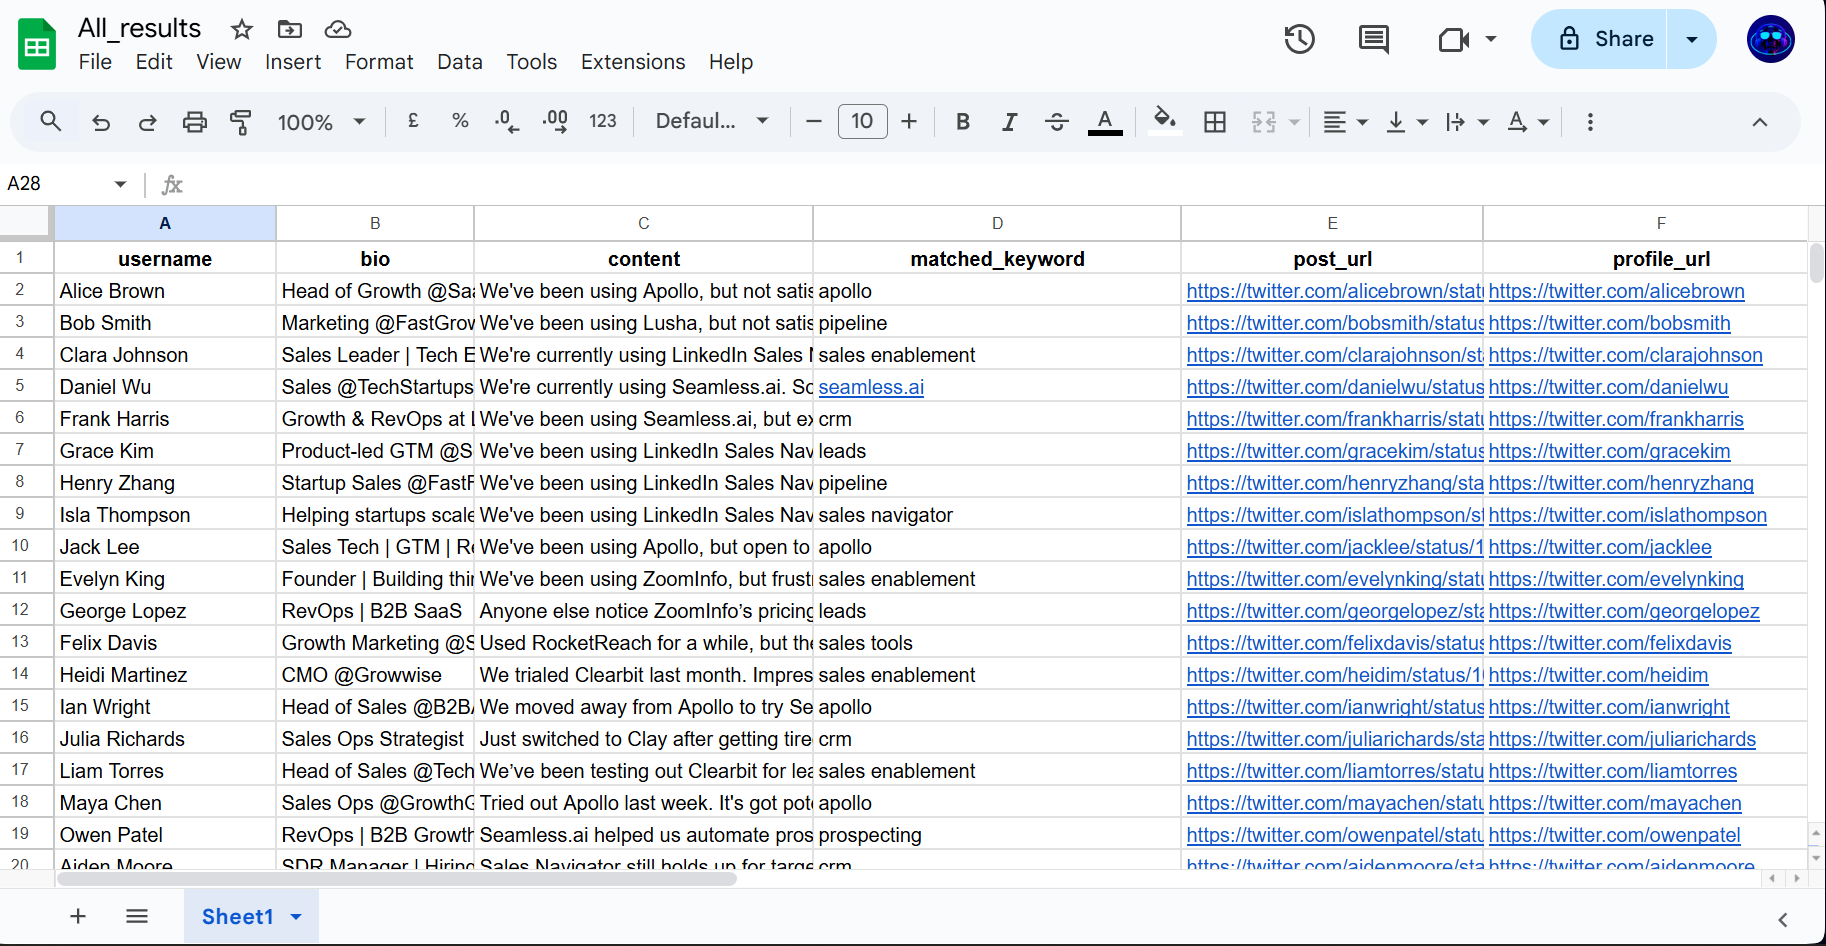 All_results
File Edit View Insert Format Data Tools Extensions Help
Share
100% £ % .0 .00 123 Defaul... 10 B I A
A28 fx
A B C D E F
1 username bio content matched_keyword post_url profile_url
2 Alice Brown Head of Growth @Saa We've been using Apollo, but not satis apollo https://twitter.com/alicebrown/statu https://twitter.com/alicebrown
3 Bob Smith Marketing @FastGrow We've been using Lusha, but not satis pipeline https://twitter.com/bobsmith/status https://twitter.com/bobsmith
4 Clara Johnson Sales Leader | Tech E We're currently using LinkedIn Sales N sales enablement https://twitter.com/clarajohnson/sta https://twitter.com/clarajohnson
5 Daniel Wu Sales @TechStartups We're currently using Seamless.ai. So seamless.ai https://twitter.com/danielwu/status https://twitter.com/danielwu
6 Frank Harris Growth & RevOps at L We've been using Seamless.ai, but ex crm https://twitter.com/frankharris/statu https://twitter.com/frankharris
7 Grace Kim Product-led GTM @S We've been using LinkedIn Sales Nav leads https://twitter.com/gracekim/status https://twitter.com/gracekim
8 Henry Zhang Startup Sales @FastF We've been using LinkedIn Sales Nav pipeline https://twitter.com/henryzhang/sta https://twitter.com/henryzhang
9 Isla Thompson Helping startups scale We've been using LinkedIn Sales Nav sales navigator https://twitter.com/islathompson/st https://twitter.com/islathompson
10 Jack Lee Sales Tech | GTM | Re We've been using Apollo, but open to apollo https://twitter.com/jacklee/status/1 https://twitter.com/jacklee
11 Evelyn King Founder | Building thin We've been using ZoomInfo, but frust sales enablement https://twitter.com/evelynking/statu https://twitter.com/evelynking
12 George Lopez RevOps | B2B SaaS Anyone else notice ZoomInfo’s pricing leads https://twitter.com/georgelopez/sta https://twitter.com/georgelopez
13 Felix Davis Growth Marketing @S Used RocketReach for a while, but the sales tools https://twitter.com/felixdavis/status https://twitter.com/felixdavis
14 Heidi Martinez CMO @Growwise We trialed Clearbit last month. Impres sales enablement https://twitter.com/heidim/status/1 https://twitter.com/heidim
15 Ian Wright Head of Sales @B2B We moved away from Apollo to try Se apollo https://twitter.com/ianwright/status https://twitter.com/ianwright
16 Julia Richards Sales Ops Strategist Just switched to Clay after getting tire crm https://twitter.com/juliarichards/sta https://twitter.com/juliarichards
17 Liam Torres Head of Sales @Tech We’ve been testing out Clearbit for lea sales enablement https://twitter.com/liamtorres/statu https://twitter.com/liamtorres
18 Maya Chen Sales Ops @GrowthG Tried out Apollo last week. It's got pot apollo https://twitter.com/mayachen/statu https://twitter.com/mayachen
19 Owen Patel RevOps | B2B Growth Seamless.ai helped us automate pros prospecting https://twitter.com/owenpatel/statu https://twitter.com/owenpatel
20 Aiden Moore SDR Manager | Hiring Sales Navigator still holds up for targe crm https://twitter.com/aidenmoore/sta https://twitter.com/aidenmoore
Sheet1